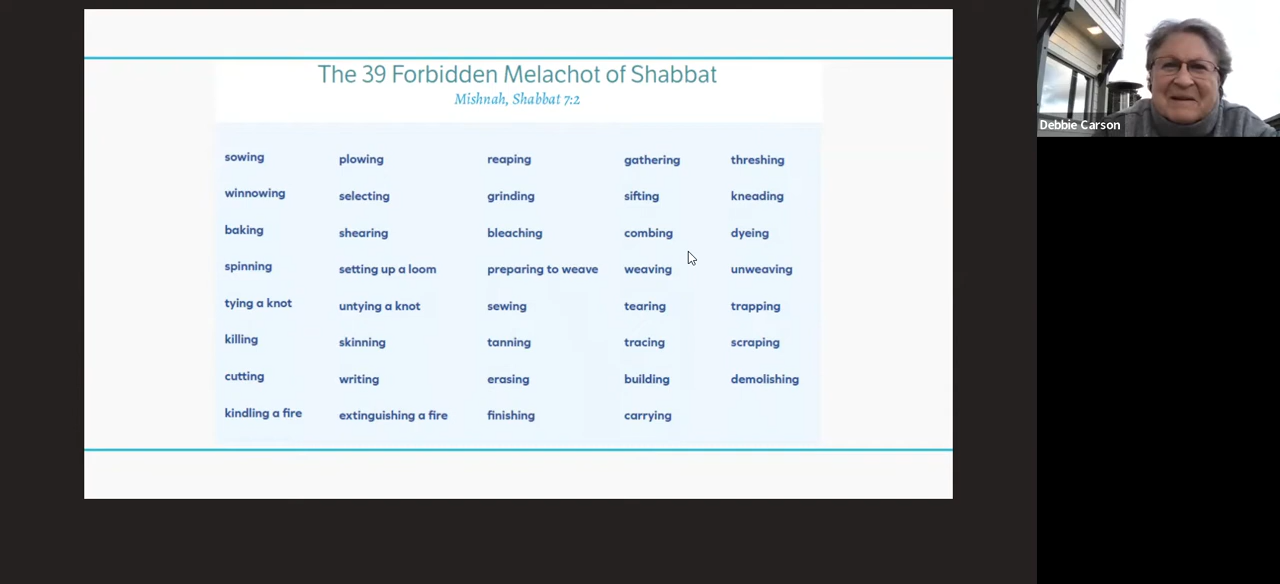 The 39 Forbidden Melachot of Shabbat
Mishnah, Shabbat 7:2
sowing plowing reaping gathering threshing
winnowing selecting grinding sifting kneading
baking shearing bleaching combing dyeing
spinning setting up a loom preparing to weave weaving unweaving
tying a knot untying a knot sewing tearing trapping
killing skinning tanning tracing scraping
cutting writing erasing building demolishing
kindling a fire extinguishing a fire finishing carrying
Debbie Carson